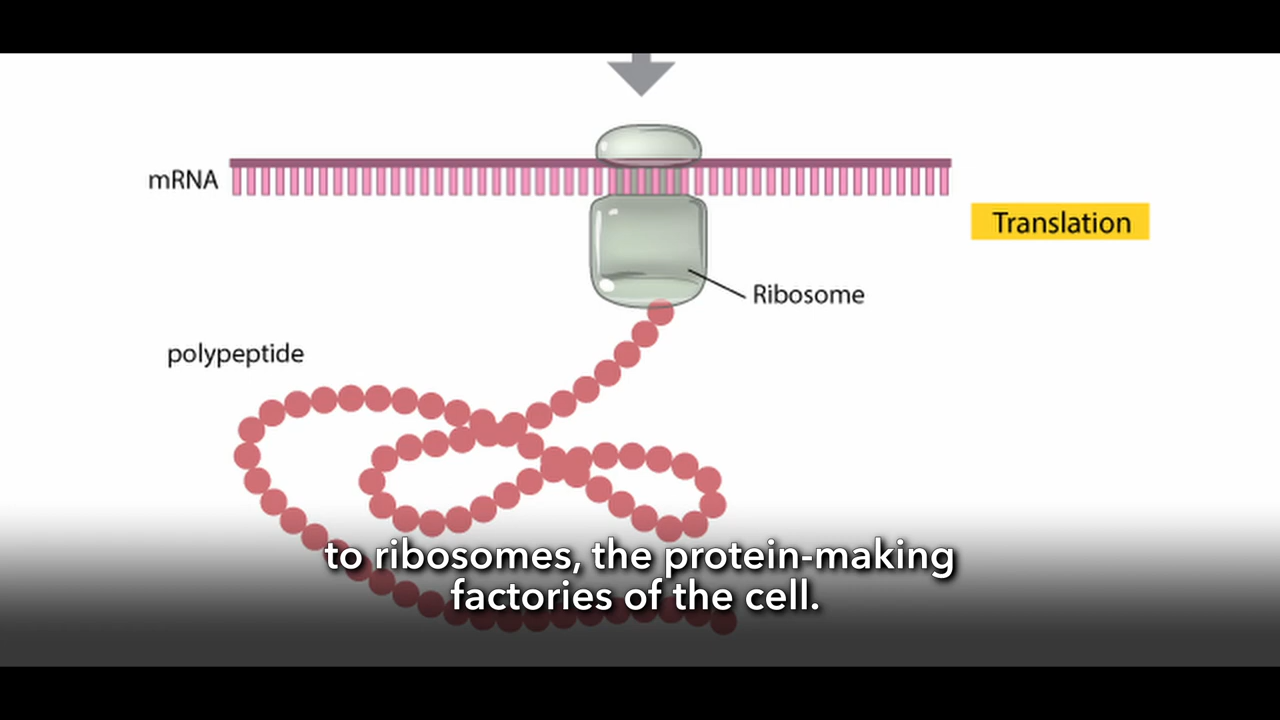 mRNA
Translation
Ribosome
polypeptide
to ribosomes, the protein-making
factories of the cell.